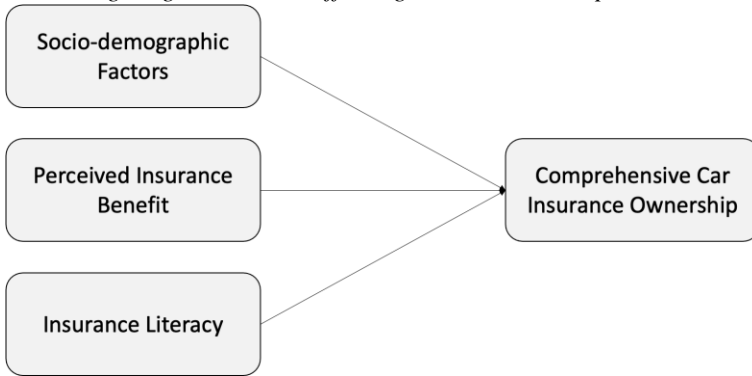 Socio-demographic
Factors
Perceived Insurance
Benefit
Comprehensive Car
Insurance Ownership
Insurance Literacy